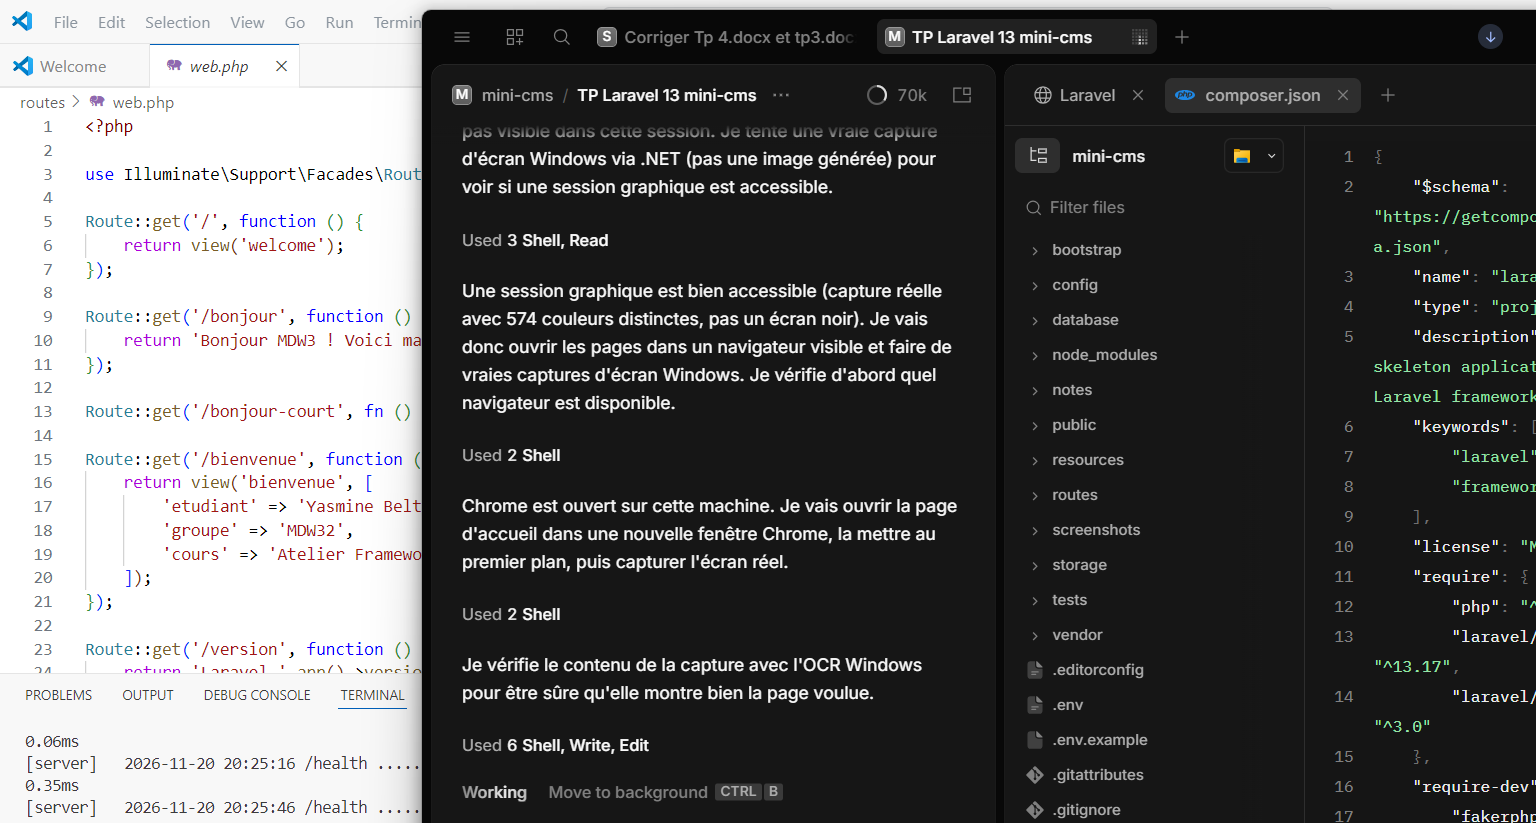 File Edit Selection View Go Run Termin
Welcome
web.php
routes > web.php
1 <?php
2
3 use Illuminate\Support\Facades\Rout
4
5 Route::get('/', function () {
6 return view('welcome');
7 });
8
9 Route::get('/bonjour', function ()
10 return 'Bonjour MDW3 ! Voici ma
11 });
12
13 Route::get('/bonjour-court', fn ()
14
15 Route::get('/bienvenue', function (
16 return view('bienvenue', [
17 'etudiant' => 'Yasmine Belt
18 'groupe' => 'MDW32',
19 'cours' => 'Atelier Framewo
20 ]);
21 });
22
23 Route::get('/version', function ()
24 return 'Laravel ' app()->version
PROBLEMS OUTPUT DEBUG CONSOLE TERMINAL
0.06ms
[server] 2026-11-20 20:25:16 /health .....
0.35ms
[server] 2026-11-20 20:25:46 /health .....
S Corriger Tp 4.docx et tp3.doc
M TP Laravel 13 mini-cms
M mini-cms / TP Laravel 13 mini-cms ...
70k
pas visible dans cette session. Je tente une vraie capture
d'écran Windows via .NET (pas une image générée) pour
voir si une session graphique est accessible.
Used 3 Shell, Read
Une session graphique est bien accessible (capture réelle
avec 574 couleurs distinctes, pas un écran noir). Je vais
donc ouvrir les pages dans un navigateur visible et faire de
vraies captures d'écran Windows. Je vérifie d'abord quel
navigateur est disponible.
Used 2 Shell
Chrome est ouvert sur cette machine. Je vais ouvrir la page
d'accueil dans une nouvelle fenêtre Chrome, la mettre au
premier plan, puis capturer l'écran réel.
Used 2 Shell
Je vérifie le contenu de la capture avec l'OCR Windows
pour être sûre qu'elle montre bien la page voulue.
Used 6 Shell, Write, Edit
Working Move to background CTRL B
Laravel
php composer.json
mini-cms
Filter files
bootstrap
config
database
node_modules
notes
public
resources
routes
screenshots
storage
tests
vendor
.editorconfig
.env
.env.example
.gitattributes
.gitignore
1 {
2 "$schema":
"https://getcompo
a.json",
3 "name": "lara
4 "type": "proj
5 "description"
skeleton applicat
Laravel framework
6 "keywords": [
7 "laravel"
8 "framewor
9 ],
10 "license": "M
11 "require": {
12 "php": "^
13 "laravel/
"^13.17",
14 "laravel/
"^3.0"
15 },
16 "require-dev"
17 "fakerphp